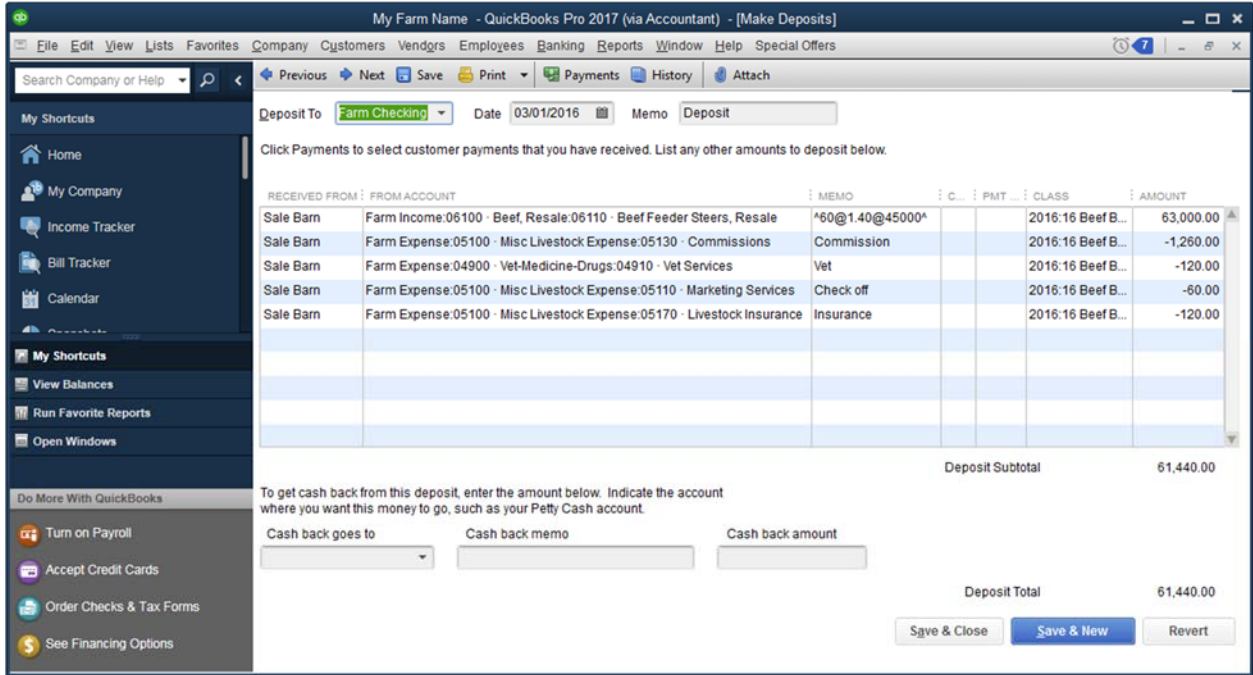 qb My Farm Name - QuickBooks Pro 2017 (via Accountant) - [Make Deposits]
File Edit View Lists Favorites Company Customers Vendors Employees Banking Reports Window Help Special Offers 7
Search Company or Help
Previous Next Save Print Payments History Attach
My Shortcuts
Home
My Company
Income Tracker
Bill Tracker
Calendar
My Shortcuts
View Balances
Run Favorite Reports
Open Windows
Do More With QuickBooks
Turn on Payroll
Accept Credit Cards
Order Checks & Tax Forms
See Financing Options
Deposit To Farm Checking Date 03/01/2016 Memo Deposit
Click Payments to select customer payments that you have received. List any other amounts to deposit below.
RECEIVED FROM FROM ACCOUNT MEMO C... PMT ... CLASS AMOUNT
Sale Barn Farm Income:06100 · Beef, Resale:06110 · Beef Feeder Steers, Resale ^60@1.40@45000^ 2016:16 Beef B... 63,000.00
Sale Barn Farm Expense:05100 · Misc Livestock Expense:05130 · Commissions Commission 2016:16 Beef B... -1,260.00
Sale Barn Farm Expense:04900 · Vet-Medicine-Drugs:04910 · Vet Services Vet 2016:16 Beef B... -120.00
Sale Barn Farm Expense:05100 · Misc Livestock Expense:05110 · Marketing Services Check off 2016:16 Beef B... -60.00
Sale Barn Farm Expense:05100 · Misc Livestock Expense:05170 · Livestock Insurance Insurance 2016:16 Beef B... -120.00
Deposit Subtotal 61,440.00
To get cash back from this deposit, enter the amount below. Indicate the account
where you want this money to go, such as your Petty Cash account.
Cash back goes to Cash back memo Cash back amount
Deposit Total 61,440.00
Save & Close Save & New Revert